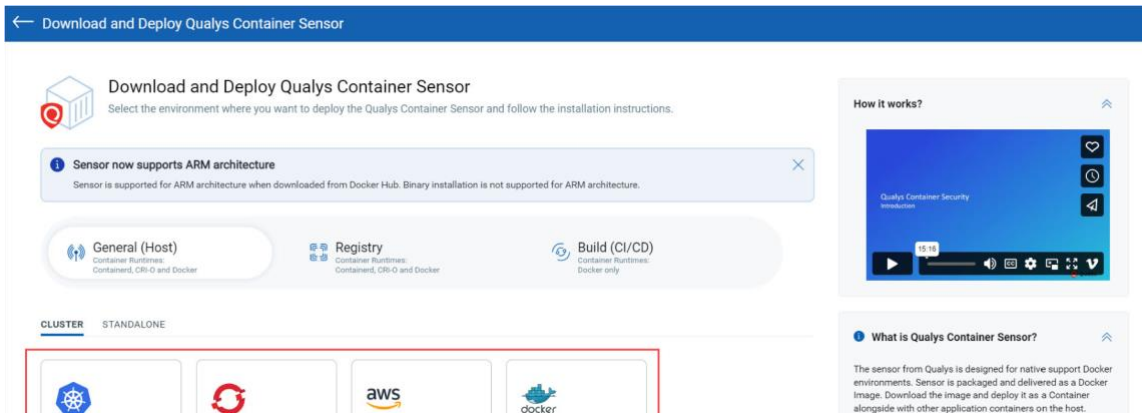 Download and Deploy Qualys Container Sensor
Download and Deploy Qualys Container Sensor
Select the environment where you want to deploy the Qualys Container Sensor and follow the installation instructions.
Sensor now supports ARM architecture
Sensor is supported for ARM architecture when downloaded from Docker Hub. Binary installation is not supported for ARM architecture.
General (Host)
Container Runtimes:
Containerd, CRI-O and Docker
Registry
Container Runtimes:
Containerd, CRI-O and Docker
Build (CI/CD)
Container Runtimes:
Docker only
CLUSTER STANDALONE
aws
docker
How it works?
Qualys Container Security
Introduction
15:16
CC
What is Qualys Container Sensor?
The sensor from Qualys is designed for native support Docker
environments. Sensor is packaged and delivered as a Docker
Image. Download the image and deploy it as a Container
alongside with other application containers on the host.